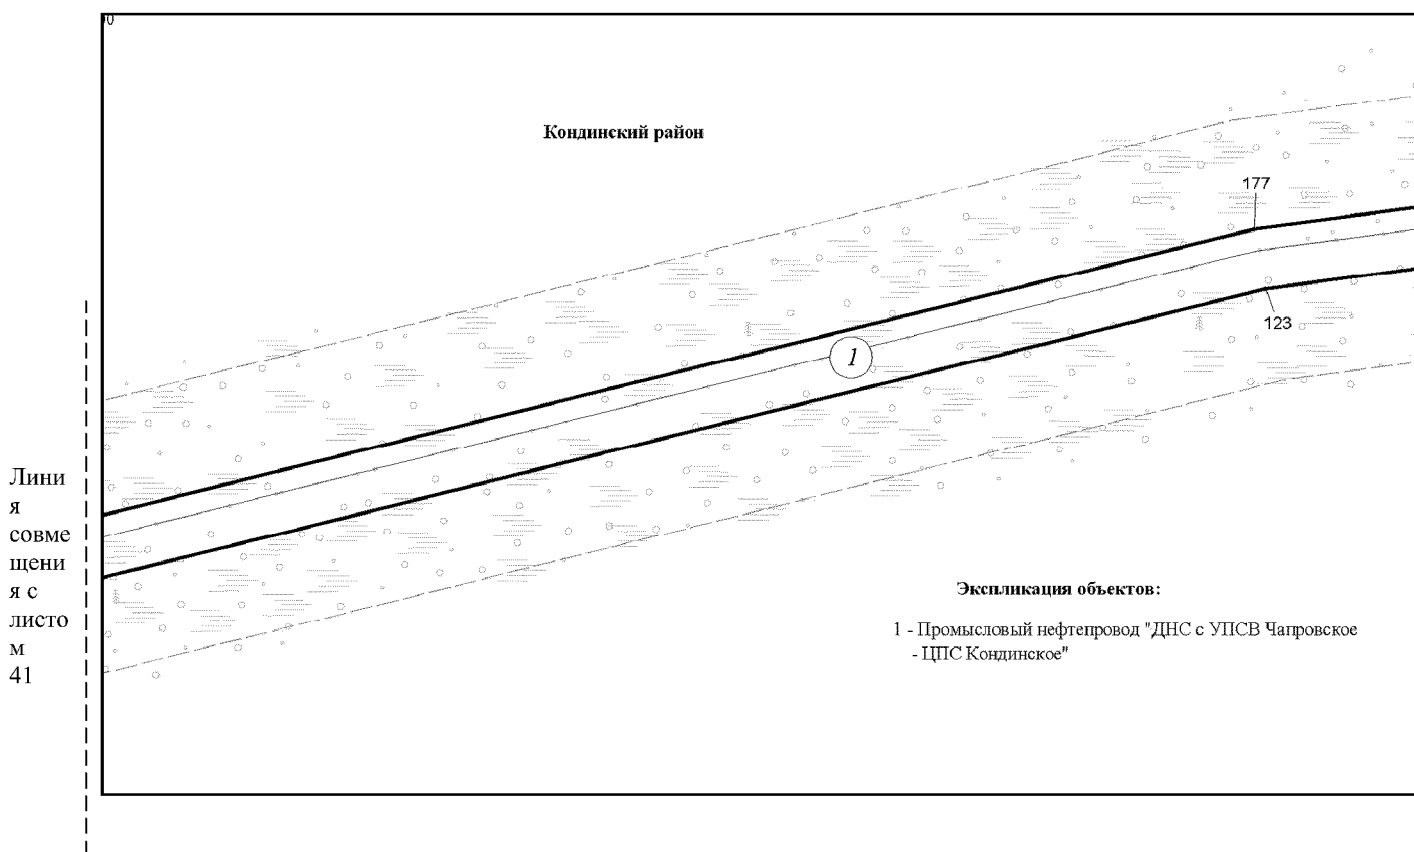 0
Кондинский район
177
123
1
Лини
я
совме
щени
я с
листо
м
41
Экспликация объектов:
1 - Промысловый нефтепровод "ДНС с УПСВ Чапровское
- ЦПС Кондинское"